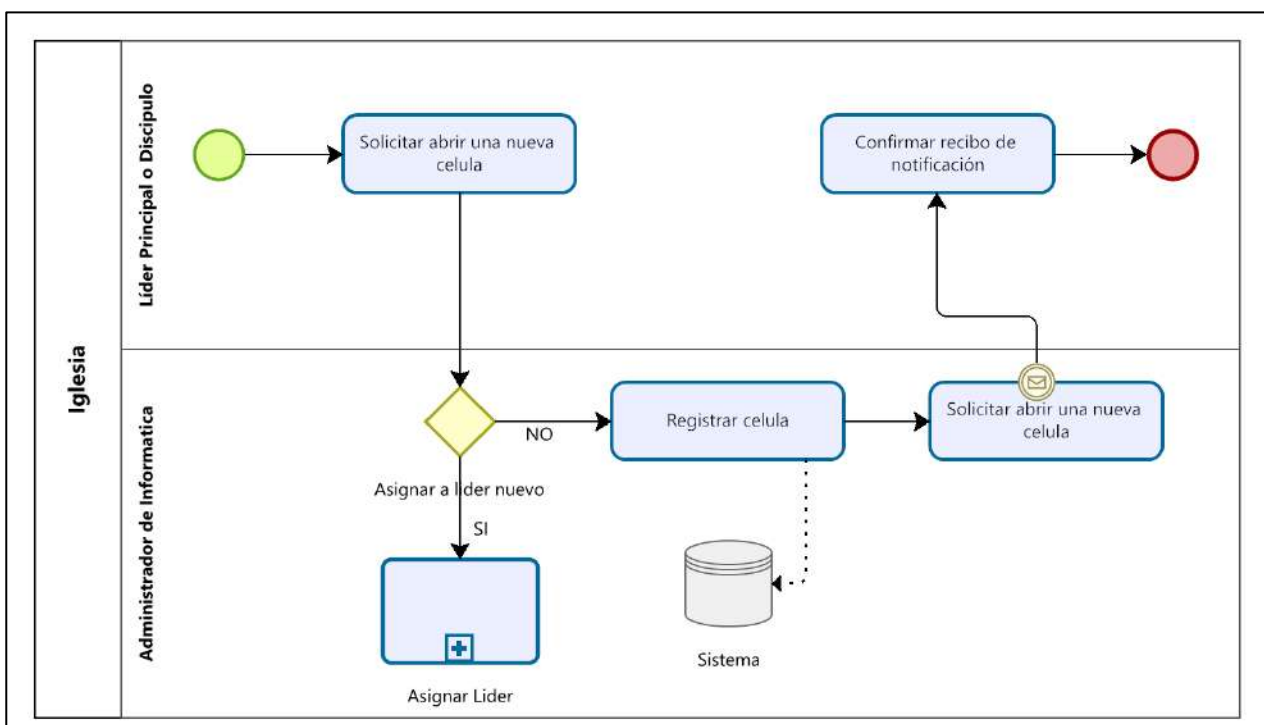 Iglesia
Líder Principal o Discipulo
Solicitar abrir una nueva
celula
Confirmar recibo de
notificación
Administrador de Informatica
NO
Asignar a lider nuevo
SI
Asignar Lider
Registrar celula
Sistema
Solicitar abrir una nueva
celula